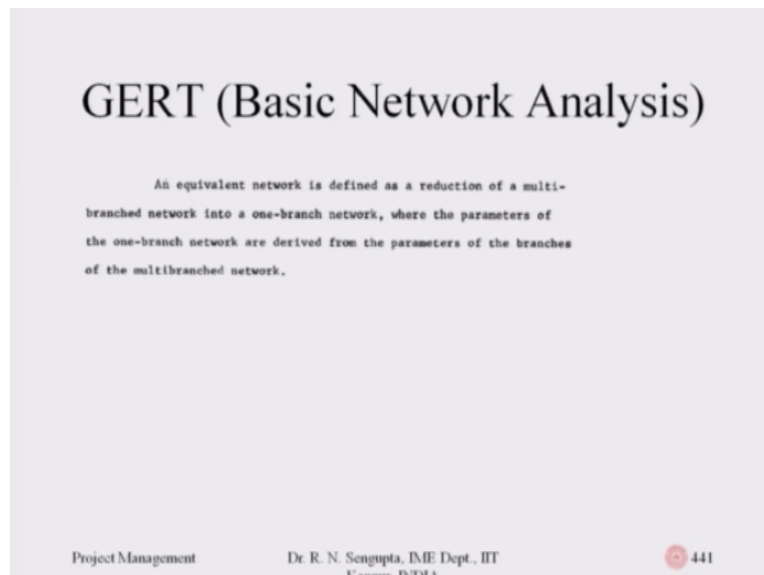 GERT (Basic Network Analysis)
An equivalent network is defined as a reduction of a multi-
branched network into a one-branch network, where the parameters of
the one-branch network are derived from the parameters of the branches
of the multibranched network.
Project Management
Dr. R. N. Sengupta, IME Dept., IIT
441